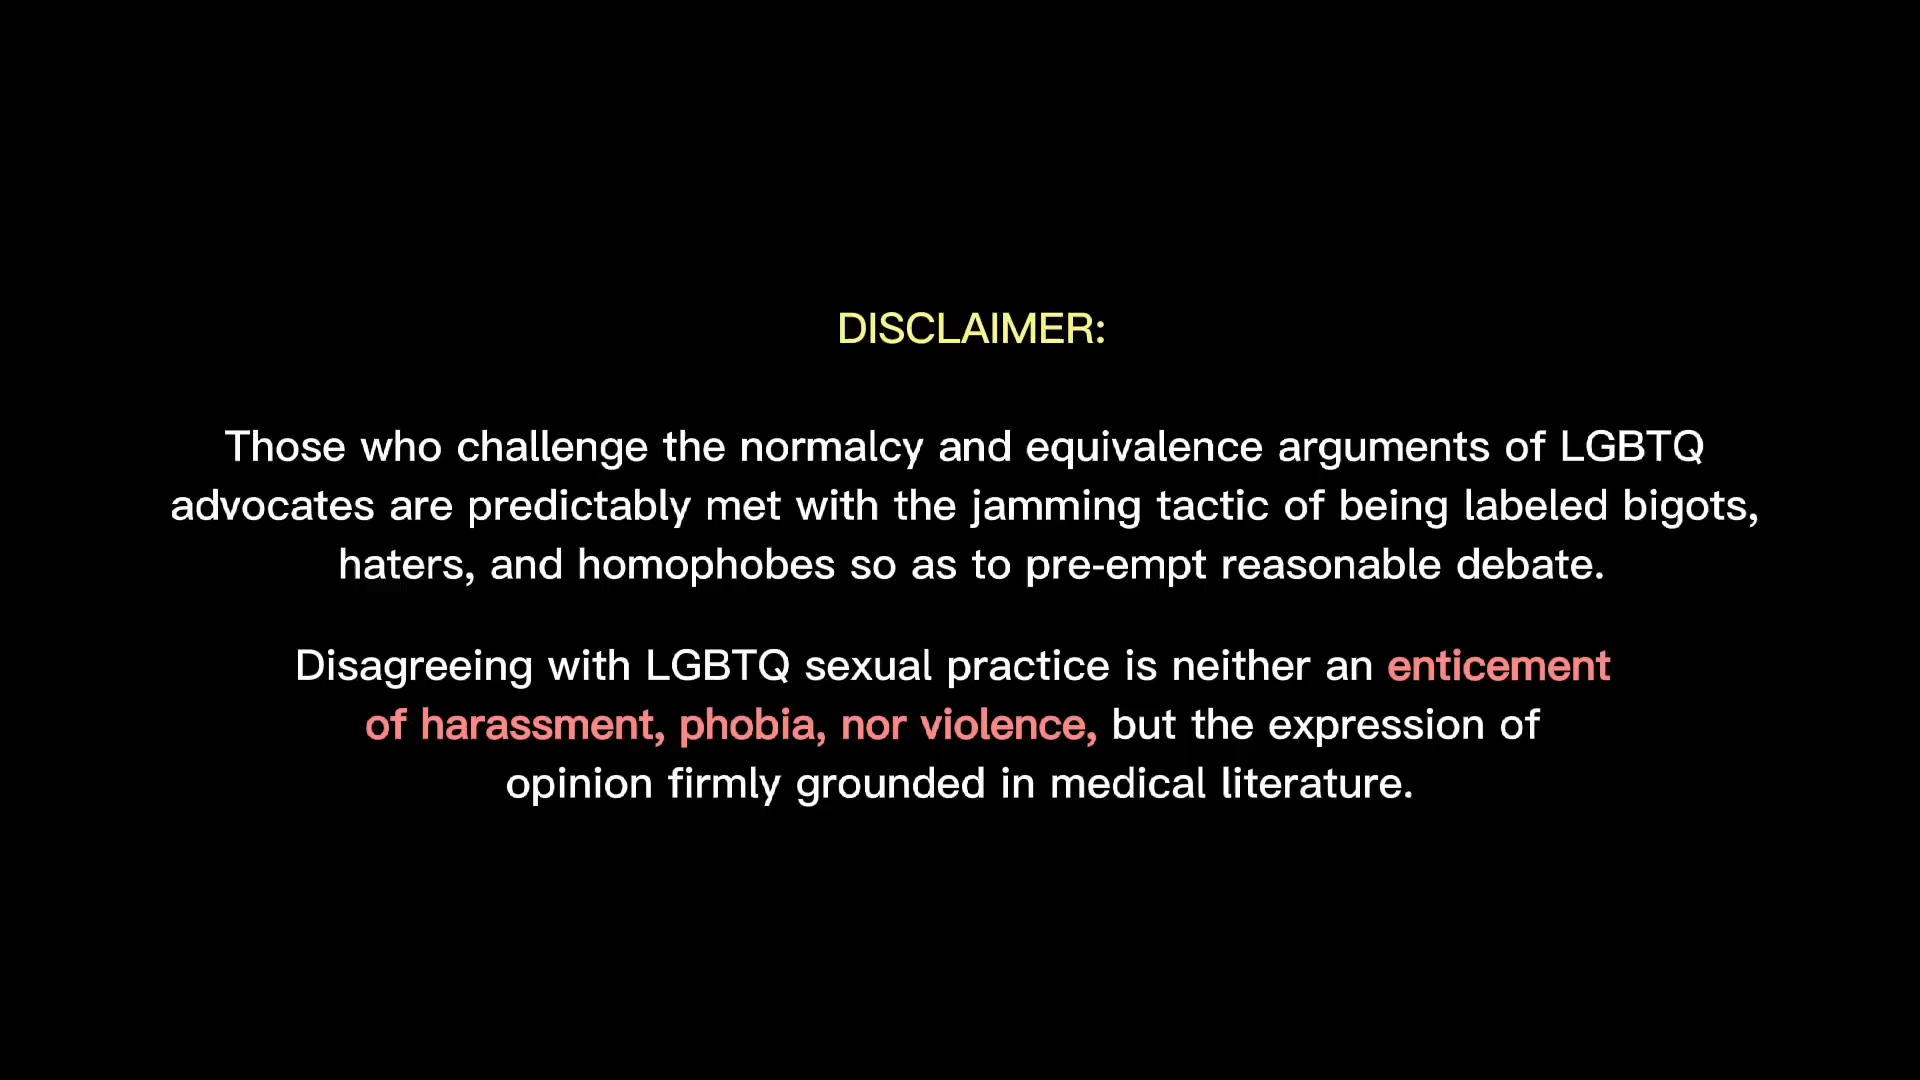 DISCLAIMER:
Those who challenge the normalcy and equivalence arguments of LGBTQ
advocates are predictably met with the jamming tactic of being labeled bigots,
haters, and homophobes so as to pre-empt reasonable debate.
Disagreeing with LGBTQ sexual practice is neither an enticement
of harassment, phobia, nor violence, but the expression of
opinion firmly grounded in medical literature.